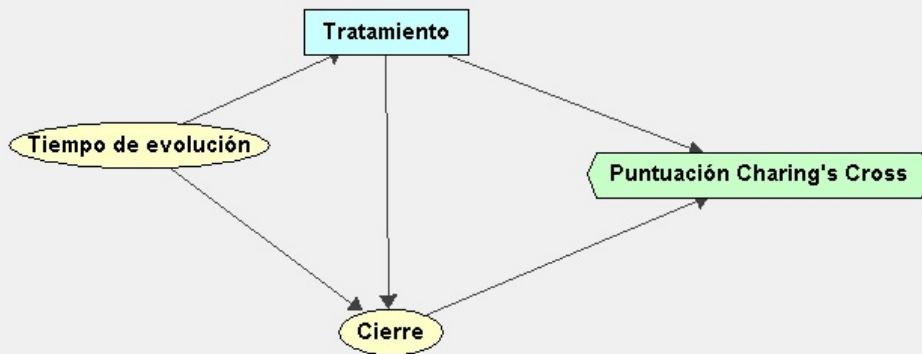 Tratamiento
Tiempo de evolución
Puntuación Charing's Cross
Cierre